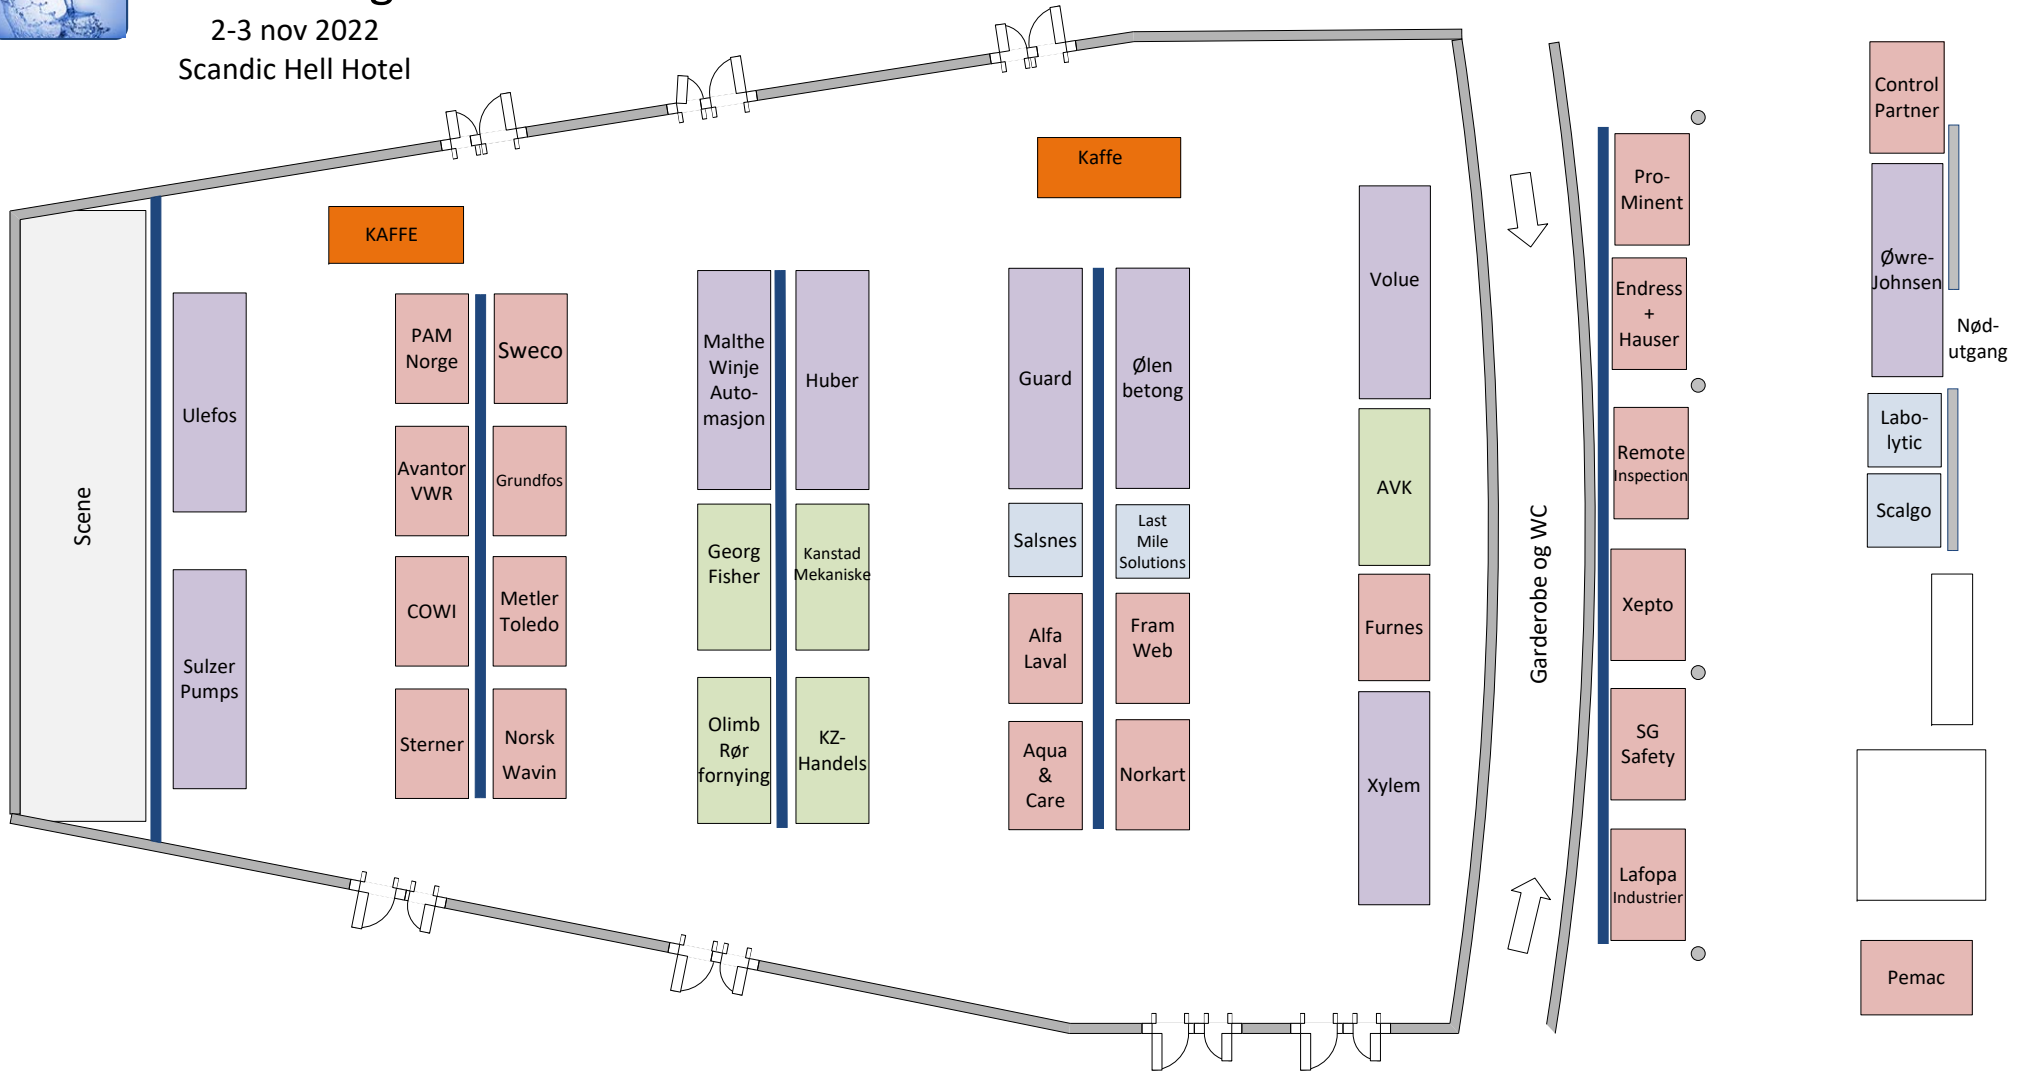 2-3 nov 2022
Scandic Hell Hotel
Scene
Ulefos
Sulzer
Pumps
KAFFE
PAM
Norge
Sweco
Avantor
VWR
Grundfos
COWI
Metler
Toledo
Sterner
Norsk
Wavin
Malthe
Winje
Auto-
masjon
Huber
Georg
Fisher
Kanstad
Mekaniske
Olimb
Rør
fornying
KZ-
Handels
Kaffe
Guard
Ølen
betong
Salsnes
Last
Mile
Solutions
Alfa
Laval
Fram
Web
Aqua
&
Care
Norkart
Volue
AVK
Furnes
Xylem
Garderobe og WC
Pro-
Minent
Endress
+
Hauser
Remote
Inspection
Xepto
SG
Safety
Lafopa
Industrier
Control
Partner
Øwre-
Johnsen
Nød-
utgang
Labo-
lytic
Scalgo
Pemac